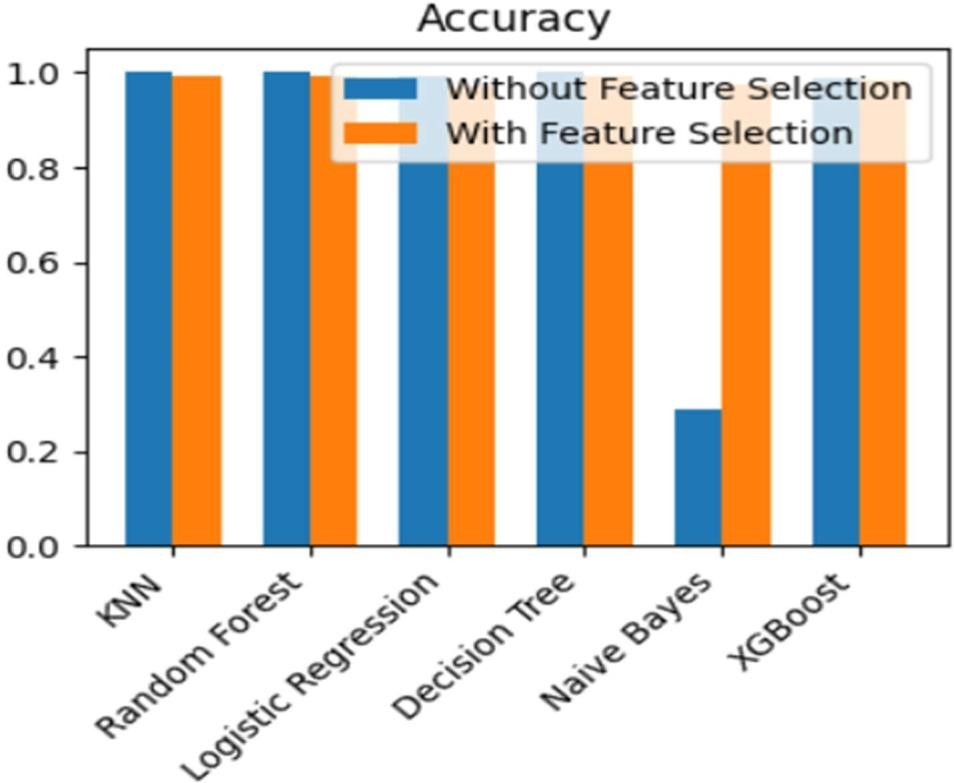 Accuracy
1.0
0.8
0.6
0.4
0.2
0.0
Without Feature Selection
With Feature Selection
KNN
Random Forest
Logistic Regression
Decision Tree
Naive Bayes
XGBoost